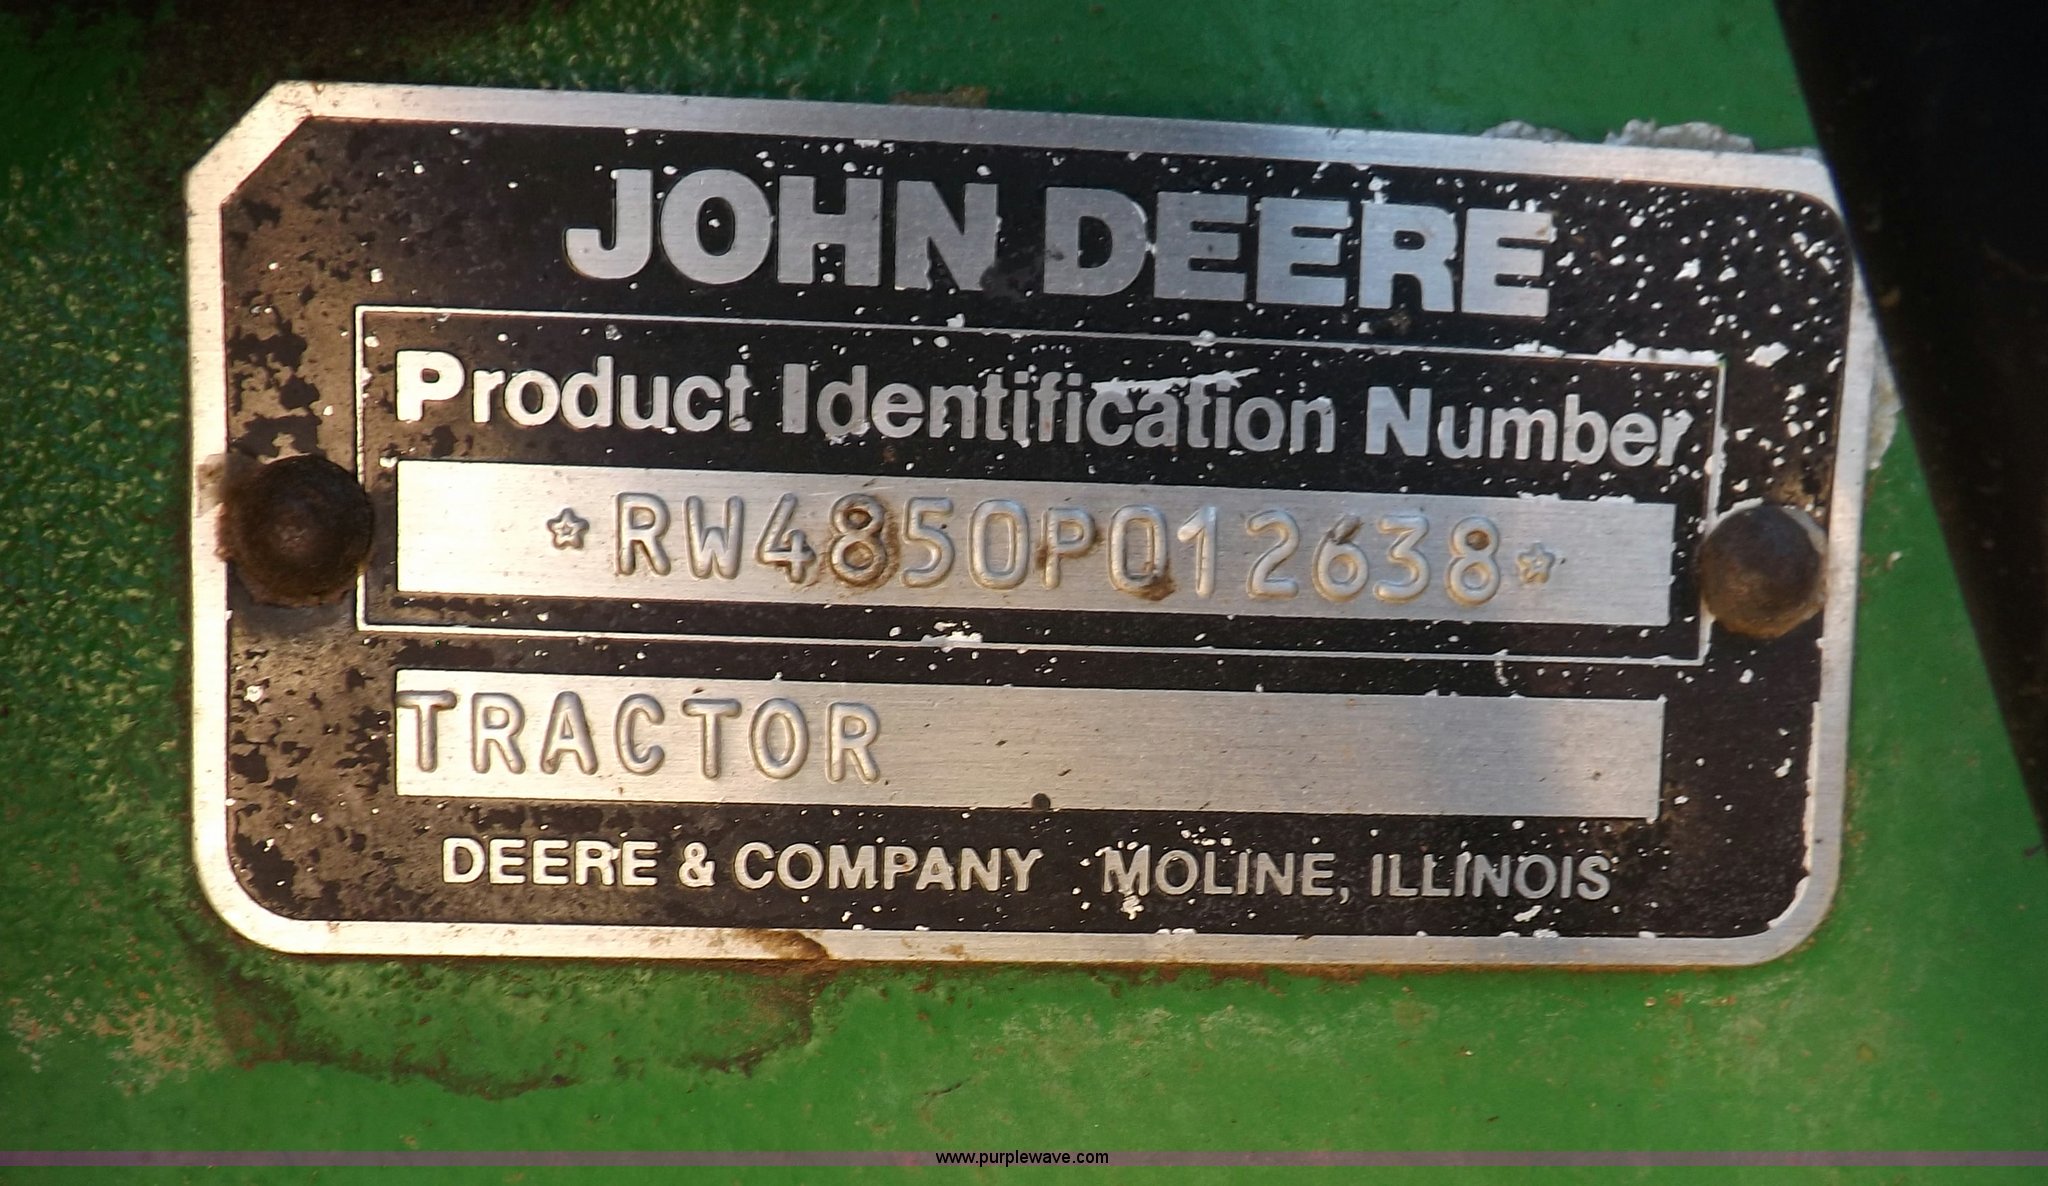 JOHN DEERE
Product Identification Number
*RW4850P012638*
TRACTOR
DEERE & COMPANY MOLINE, ILLINOIS
www.purplewave.com